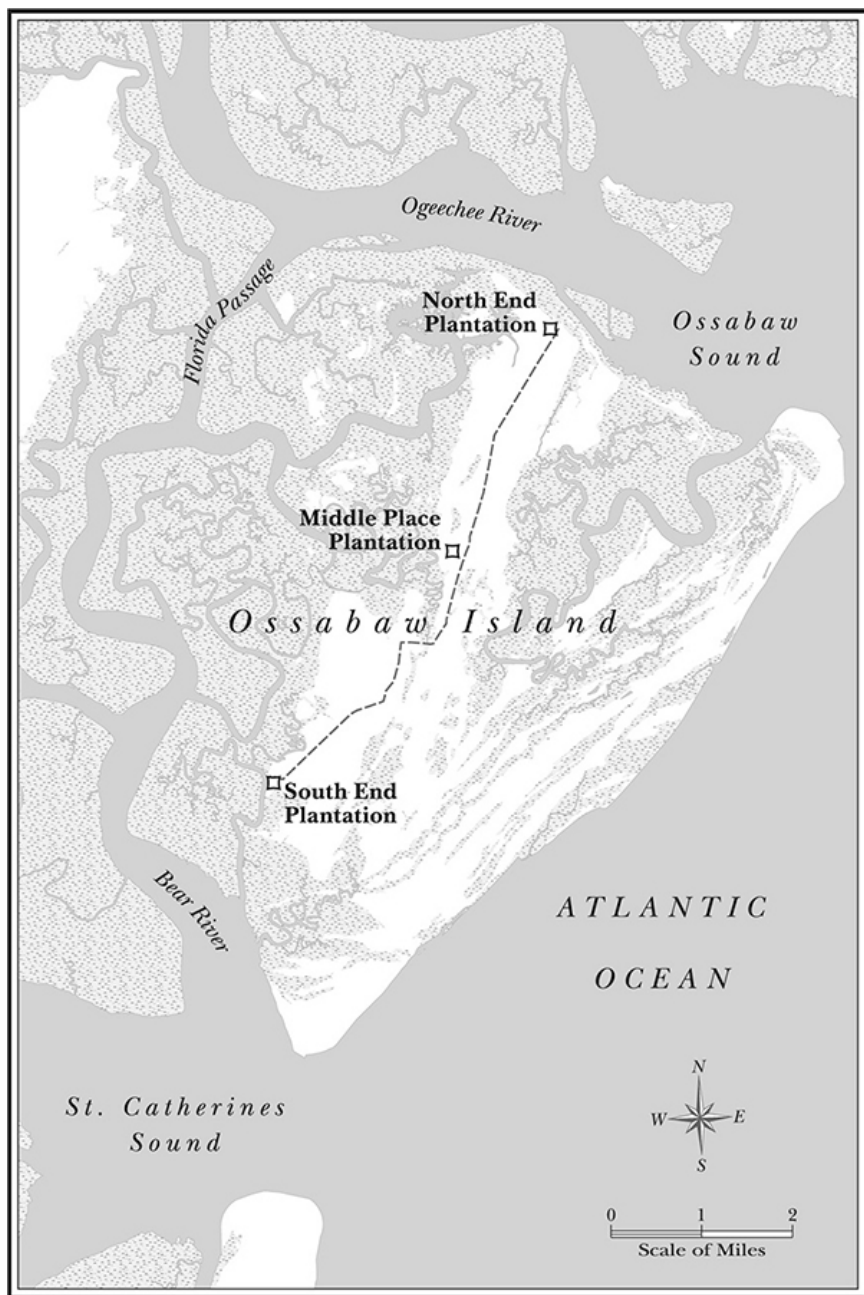 Ogeechee River
Florida Passage
North End
Plantation
Ossabaw
Sound
Middle Place
Plantation
Ossabaw Island
South End
Plantation
Bear River
ATLANTIC
OCEAN
St. Catherines
Sound
N
W E
S
0 1 2
Scale of Miles